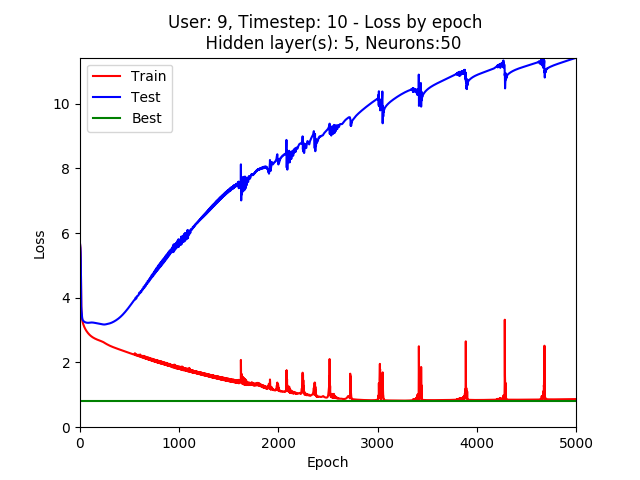 User: 9, Timestep: 10 - Loss by epoch
Hidden layer(s): 5, Neurons:50
Train
Test
Best
Loss
10
8
6
4
2
0
0 1000 2000 3000 4000 5000
Epoch